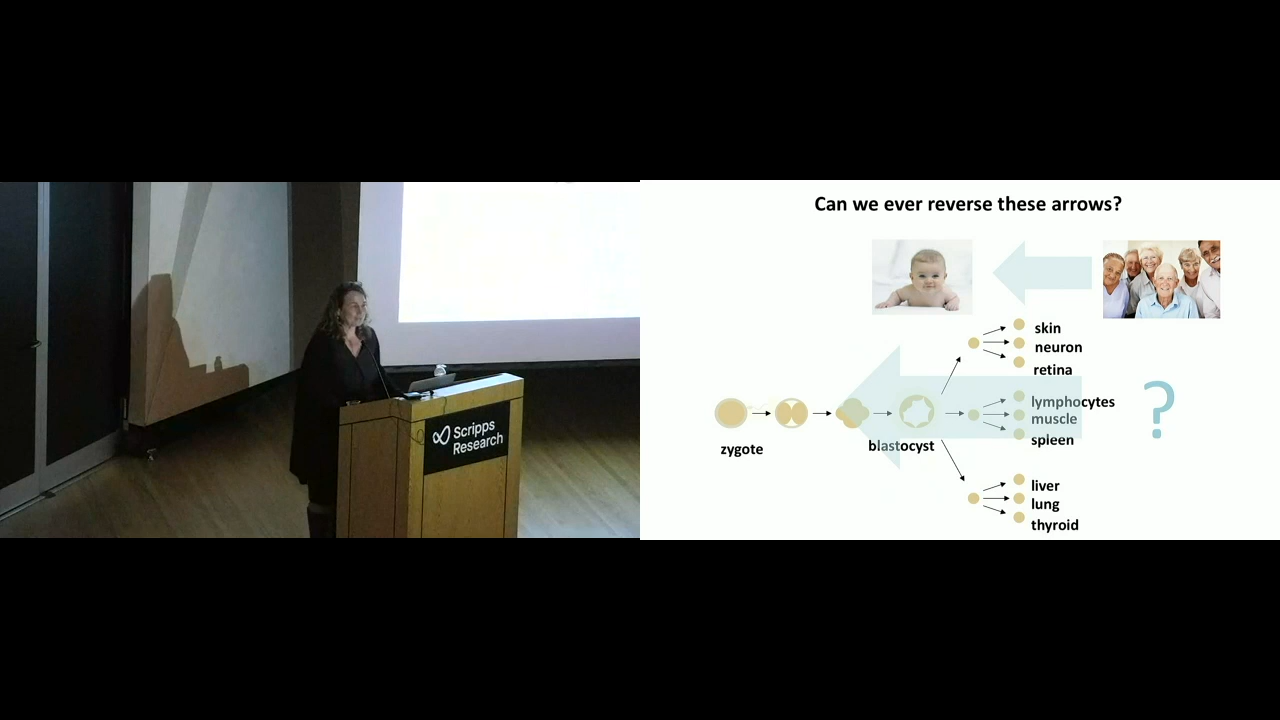 Scripps
Research
Can we ever reverse these arrows?
skin
neuron
retina
lymphocytes
muscle
spleen
?
zygote
blastocyst
liver
lung
thyroid